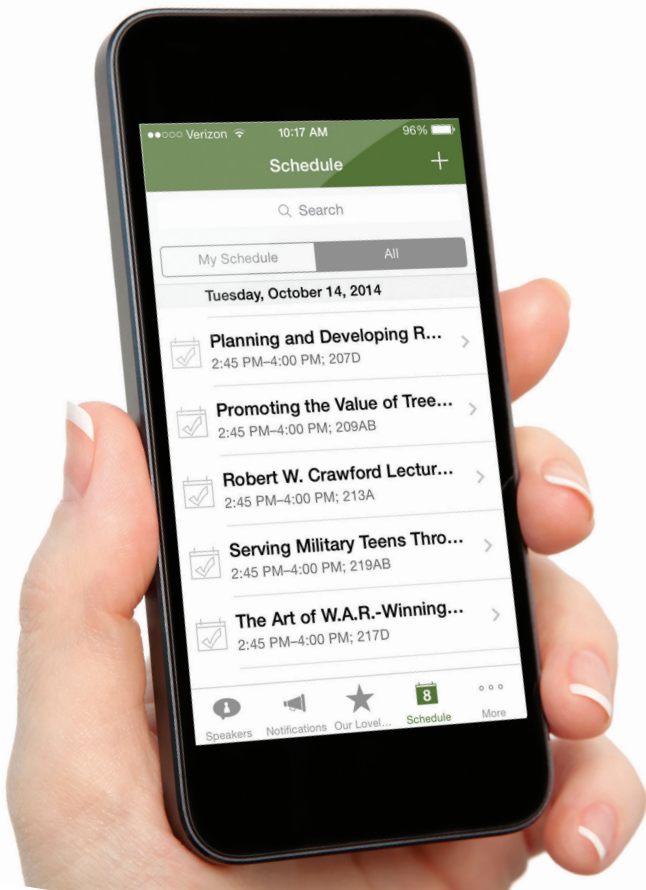 Verizon 10:17 AM 96%
Schedule +
Search
My Schedule All
Tuesday, October 14, 2014
Planning and Developing R...
2:45 PM–4:00 PM; 207D
Promoting the Value of Tree...
2:45 PM–4:00 PM; 209AB
Robert W. Crawford Lectur...
2:45 PM–4:00 PM; 213A
Serving Military Teens Thro...
2:45 PM–4:00 PM; 219AB
The Art of W.A.R.-Winning...
2:45 PM–4:00 PM; 217D
8
Speakers Notifications Our Lovel... Schedule More